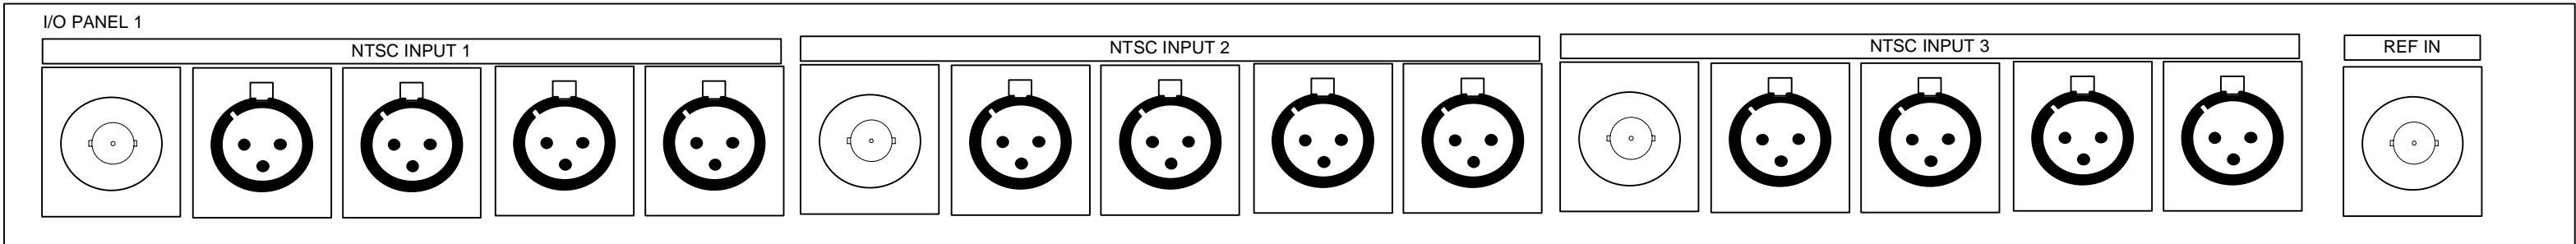 I/O PANEL 1
NTSC INPUT 1
NTSC INPUT 2
NTSC INPUT 3
REF IN